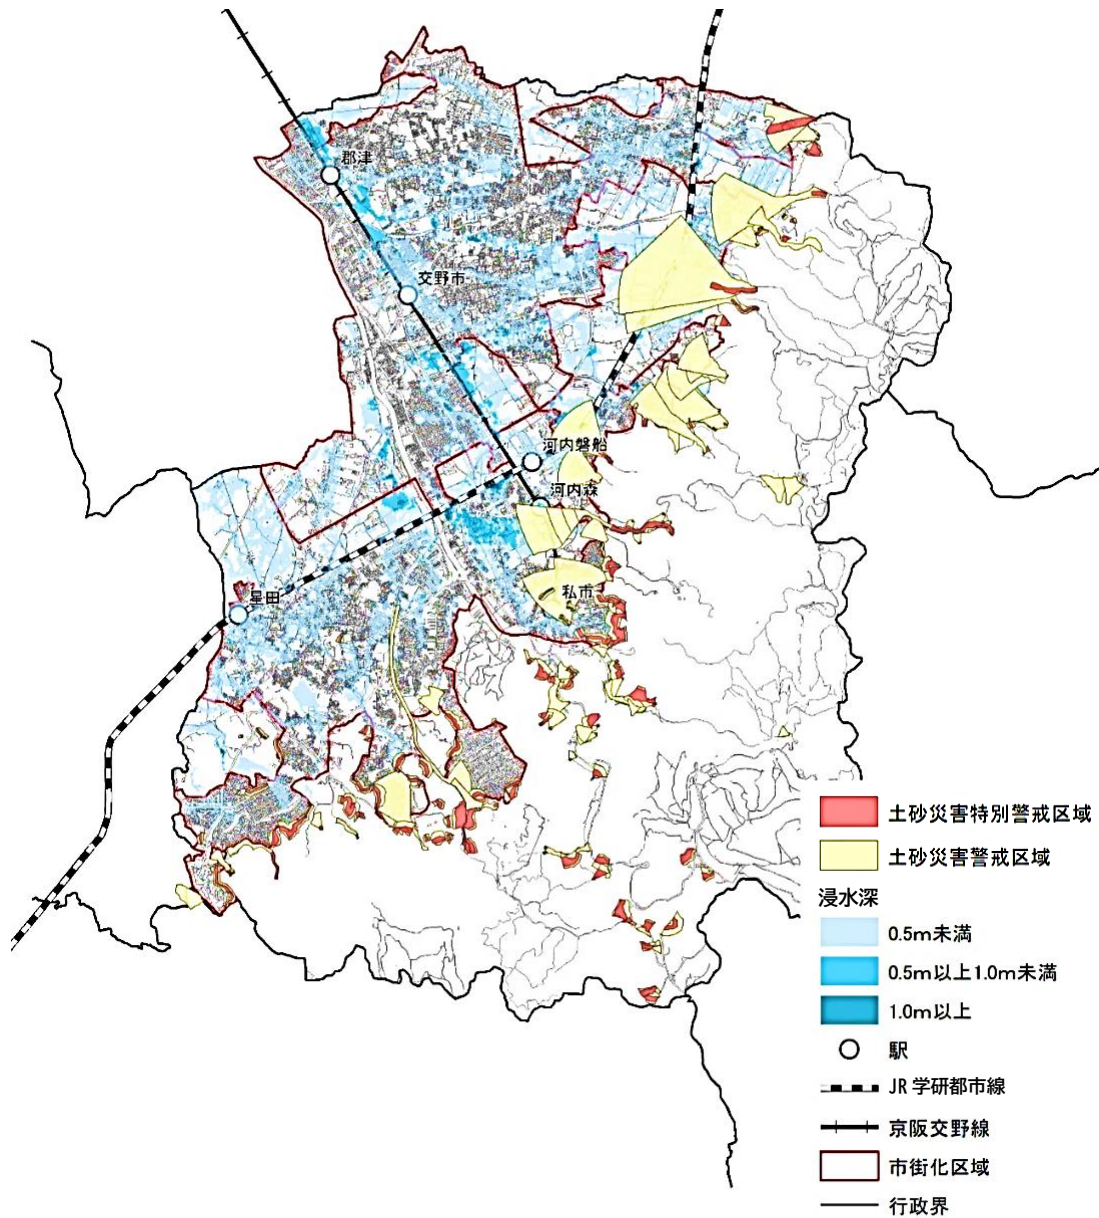 郡津
交野市
河内磐船
河内森
私市
星田
土砂災害特別警戒区域
土砂災害警戒区域
浸水深
0.5m未満
0.5m以上1.0m未満
1.0m以上
駅
JR学研都市線
京阪交野線
市街化区域
行政界